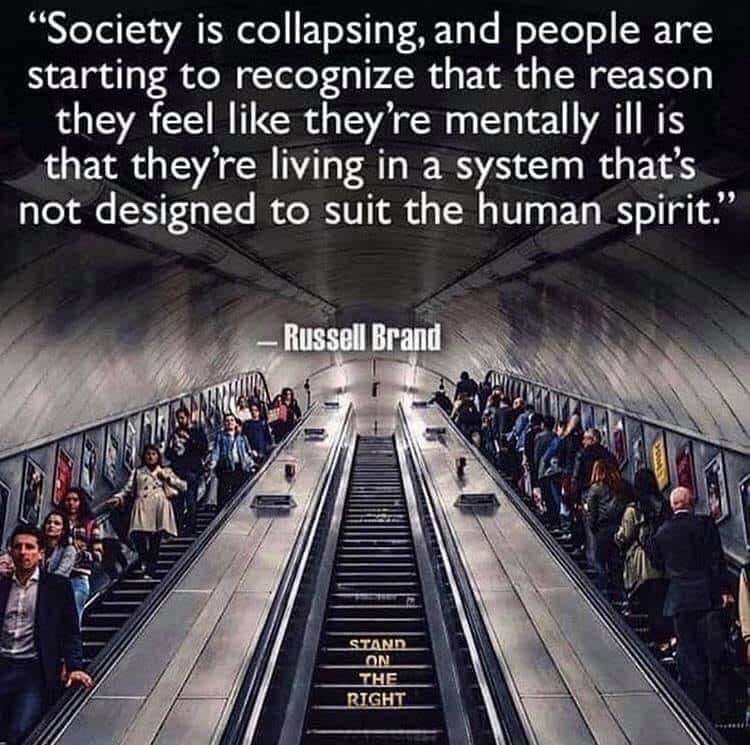 “Society is collapsing, and people are
starting to recognize that the reason
they feel like they’re mentally ill is
that they’re living in a system that’s
not designed to suit the human spirit.”
– Russell Brand
STAND
ON
THE
RIGHT